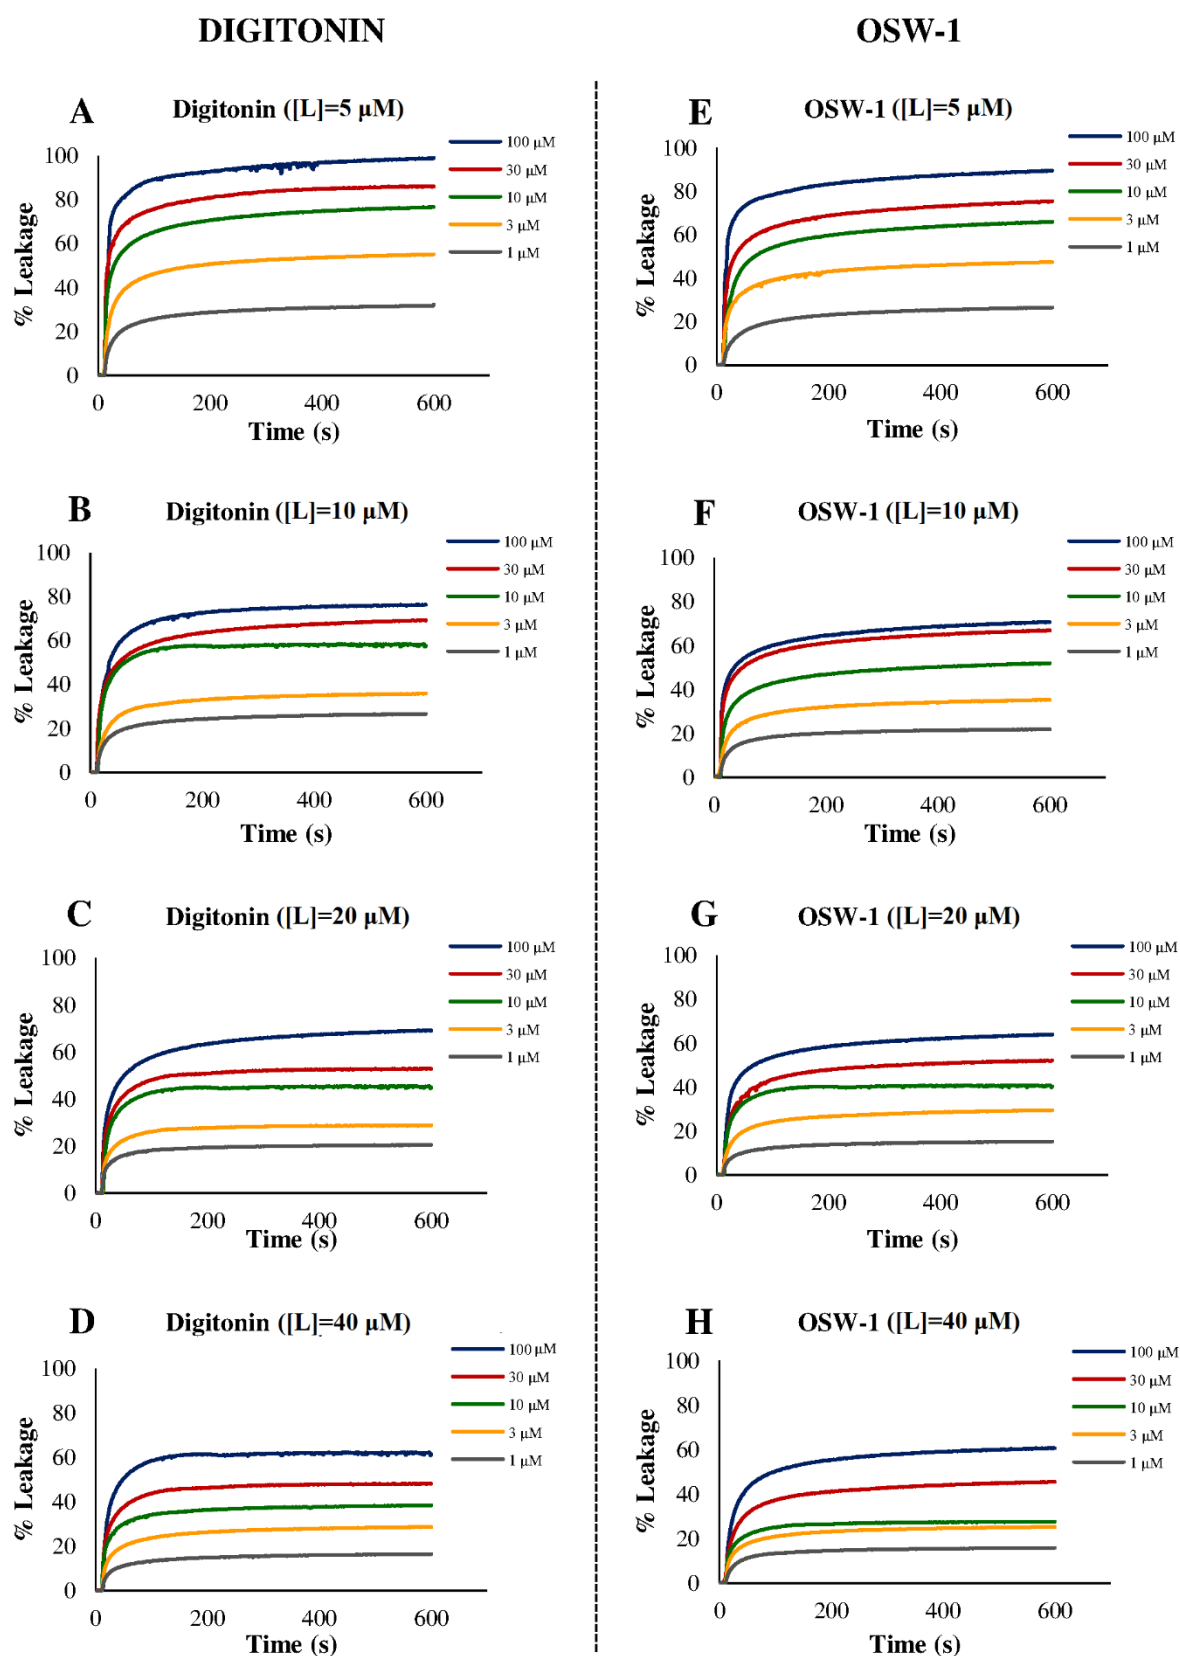 DIGITONIN
OSW-1
A
Digitonin ([L]=5 µM)
100 µM
30 µM
10 µM
3 µM
1 µM
% Leakage
100
80
60
40
20
0
0 200 400 600
Time (s)
E
OSW-1 ([L]=5 µM)
100 µM
30 µM
10 µM
3 µM
1 µM
% Leakage
100
80
60
40
20
0
0 200 400 600
Time (s)
B
Digitonin ([L]=10 µM)
100 µM
30 µM
10 µM
3 µM
1 µM
% Leakage
100
80
60
40
20
0
0 200 400 600
Time (s)
F
OSW-1 ([L]=10 µM)
100 µM
30 µM
10 µM
3 µM
1 µM
% Leakage
100
80
60
40
20
0
0 200 400 600
Time (s)
C
Digitonin ([L]=20 µM)
100 µM
30 µM
10 µM
3 µM
1 µM
% Leakage
100
80
60
40
20
0
0 200 400 600
Time (s)
G
OSW-1 ([L]=20 µM)
100 µM
30 µM
10 µM
3 µM
1 µM
% Leakage
100
80
60
40
20
0
0 200 400 600
Time (s)
D
Digitonin ([L]=40 µM)
100 µM
30 µM
10 µM
3 µM
1 µM
% Leakage
100
80
60
40
20
0
0 200 400 600
Time (s)
H
OSW-1 ([L]=40 µM)
100 µM
30 µM
10 µM
3 µM
1 µM
% Leakage
100
80
60
40
20
0
0 200 400 600
Time (s)